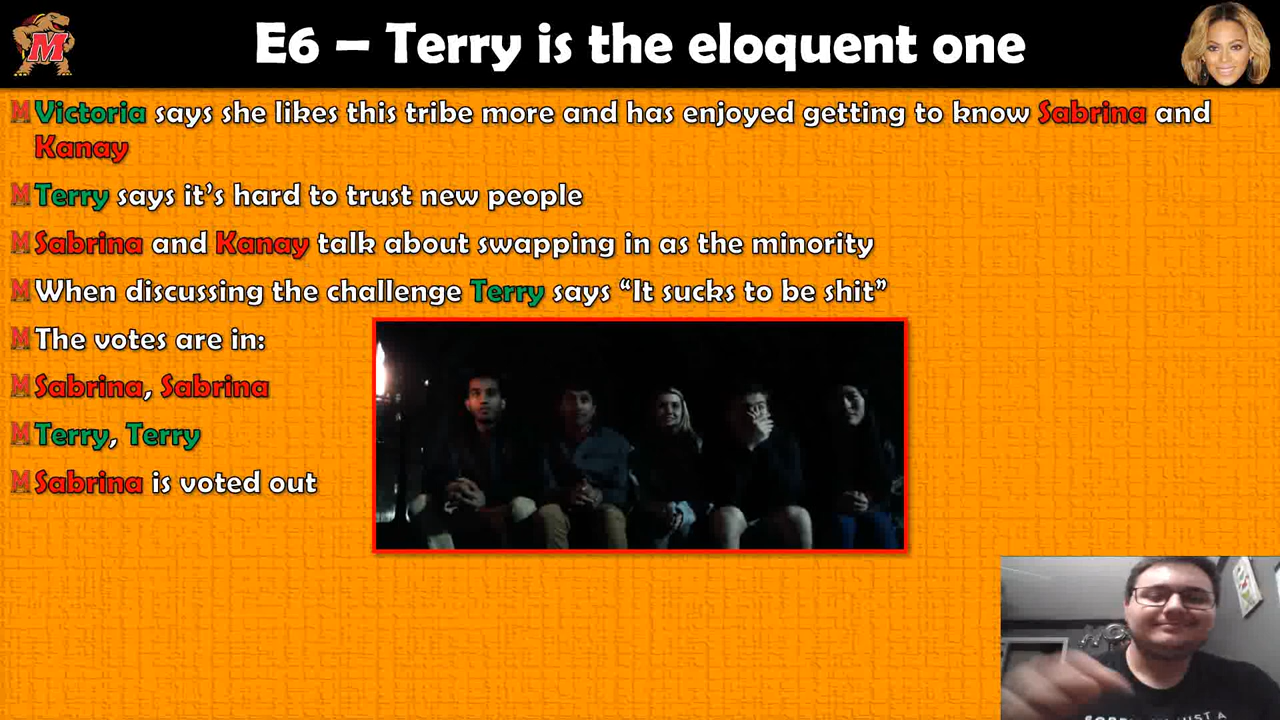 E6 – Terry is the eloquent one
M
Victoria says she likes this tribe more and has enjoyed getting to know Sabrina and
Kanay
Terry says it’s hard to trust new people
Sabrina and Kanay talk about swapping in as the minority
When discussing the challenge Terry says “It sucks to be shit”
The votes are in:
Sabrina, Sabrina
Terry, Terry
Sabrina is voted out
JUST A